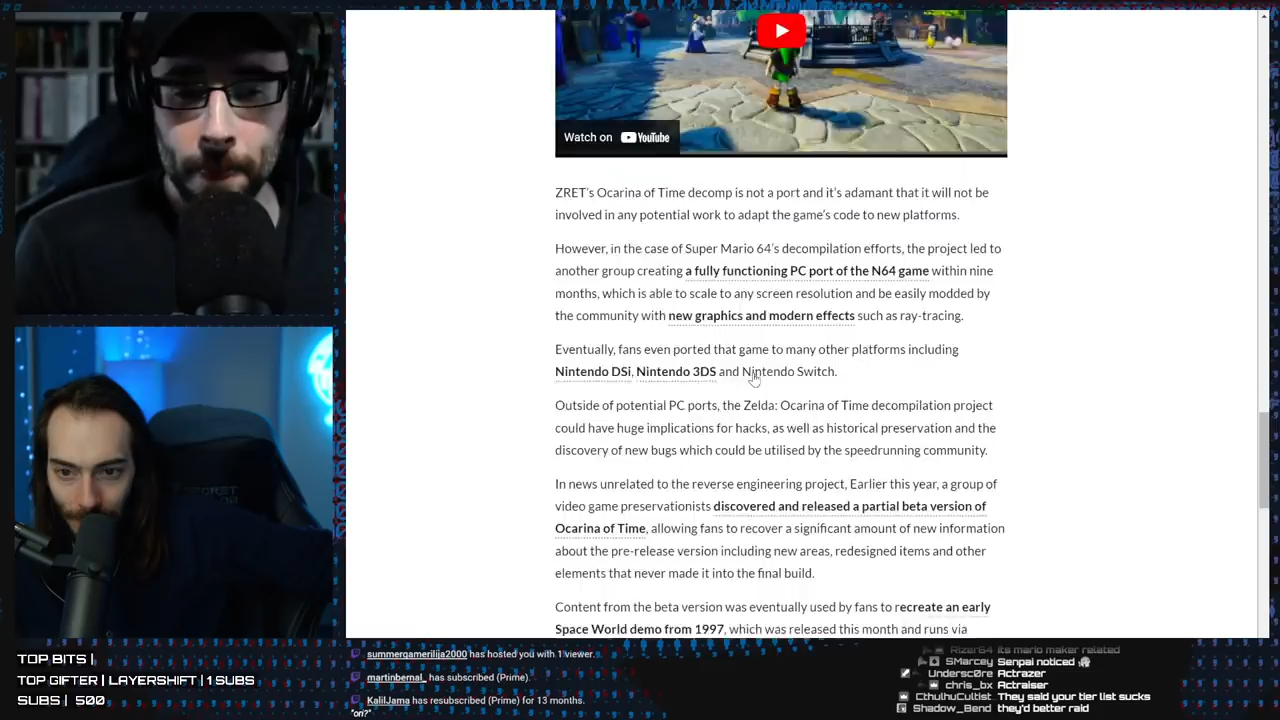 Watch on YouTube
ZRET's Ocarina of Time decomp is not a port and it's adamant that it will not be
involved in any potential work to adapt the game's code to new platforms.
However, in the case of Super Mario 64's decompilation efforts, the project led to
another group creating a fully functioning PC port of the N64 game within nine
months, which is able to scale to any screen resolution and be easily modded by
the community with new graphics and modern effects such as ray-tracing.
Eventually, fans even ported that game to many other platforms including
Nintendo DSi, Nintendo 3DS and Nintendo Switch.
Outside of potential PC ports, the Zelda: Ocarina of Time decompilation project
could have huge implications for hacks, as well as historical preservation and the
discovery of new bugs which could be utilised by the speedrunning community.
In news unrelated to the reverse engineering project, Earlier this year, a group of
video game preservationists discovered and released a partial beta version of
Ocarina of Time, allowing fans to recover a significant amount of new information
about the pre-release version including new areas, redesigned items and other
elements that never made it into the final build.
Content from the beta version was eventually used by fans to recreate an early
Space World demo from 1997, which was released this month and runs via
TOP BITS |
TOP GIFTER | LAYERSHIFT | 1 SUBS
SUBS | 500
summergamerilija2000 has hosted you with 1 viewer.
martinbernal_ has subscribed (Prime).
KalilJama has resubscribed (Prime) for 13 months.
"on?"
Rizer64 its mario maker related
SMarcey Senpai noticed
Undersc0re Actrazer
chris_bx Actraiser
CthulhuCultist They said your tier list sucks
Shadow_Bend they'd better raid